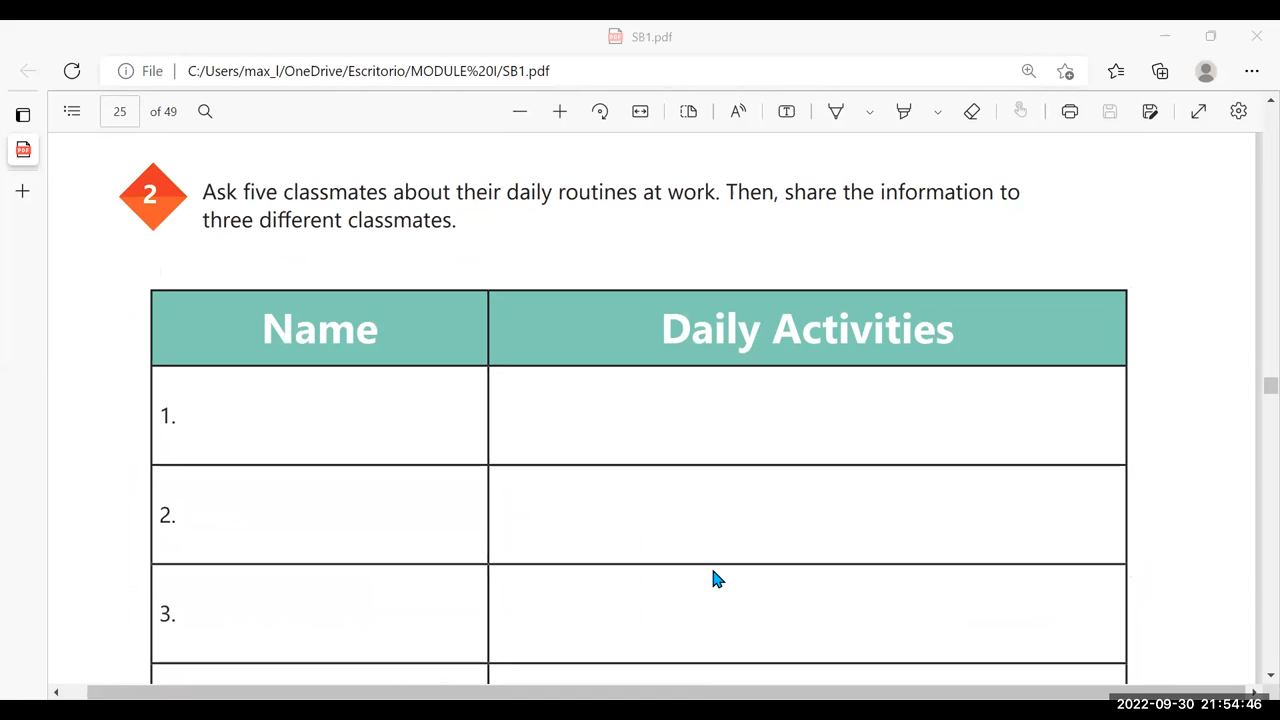 SB1.pdf
File
C:/Users/max_l/OneDrive/Escritorio/MODULE%20I/SB1.pdf
25 of 49
2
Ask five classmates about their daily routines at work. Then, share the information to
three different classmates.
Name
Daily Activities
1.
2.
3.
2022-09-30 21:54:46